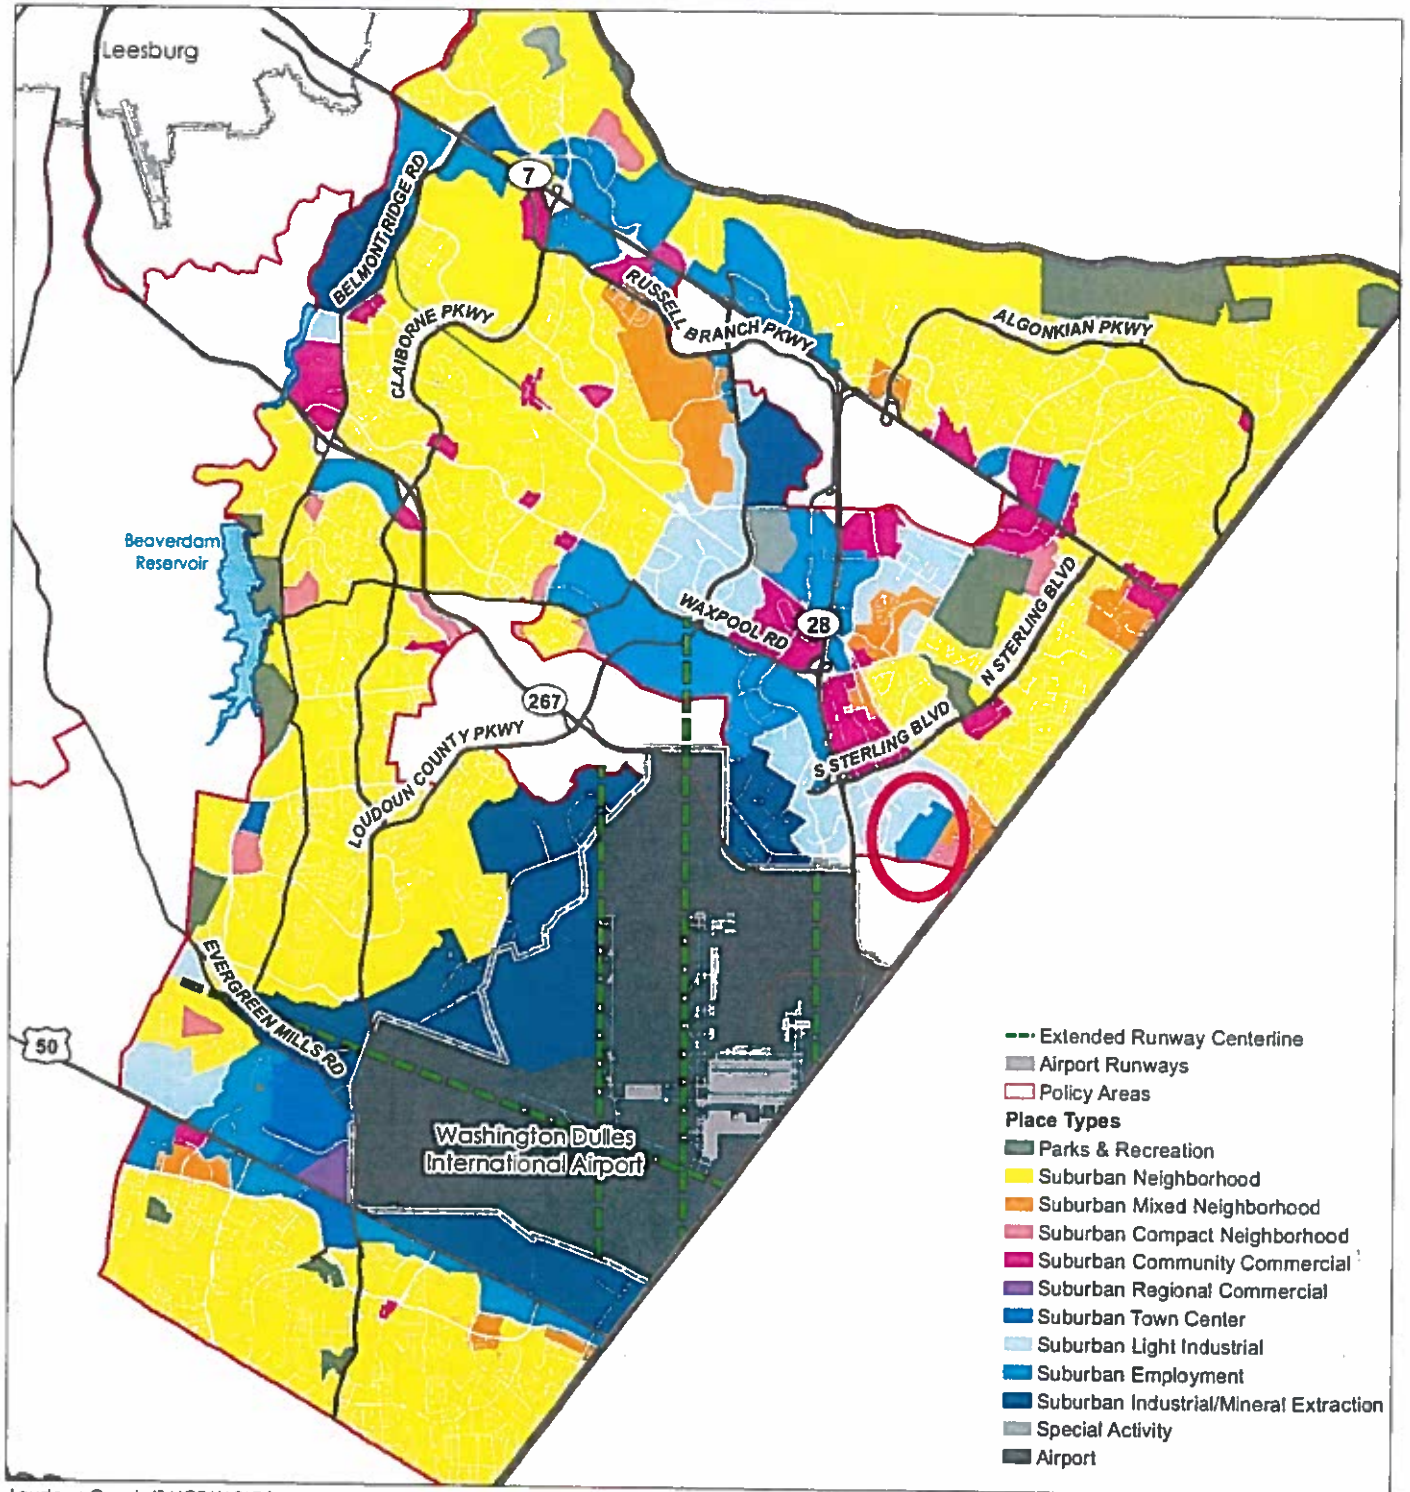 Leesburg
7
BELMONT RIDGE RD
CLAIBORNE PKWY
RUSSELL BRANCH PKWY
ALGONKIAN PKWY
Beaverdam
Reservoir
WAXPOOL RD
28
N STERLING BLVD
267
LOUDOUN COUNTY PKWY
S STERLING BLVD
EVERGREEN MILLS RD
50
Washington Dulles
International Airport
Extended Runway Centerline
Airport Runways
Policy Areas
Place Types
Parks & Recreation
Suburban Neighborhood
Suburban Mixed Neighborhood
Suburban Compact Neighborhood
Suburban Community Commercial
Suburban Regional Commercial
Suburban Town Center
Suburban Light Industrial
Suburban Employment
Suburban Industrial/Mineral Extraction
Special Activity
Airport